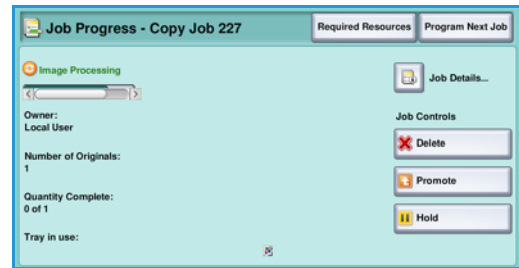 Job Progress - Copy Job 227
Required Resources
Program Next Job
Image Processing
Job Details...
Owner:
Local User
Job Controls
Delete
Number of Originals:
1
Promote
Quantity Complete:
0 of 1
Hold
Tray in use: